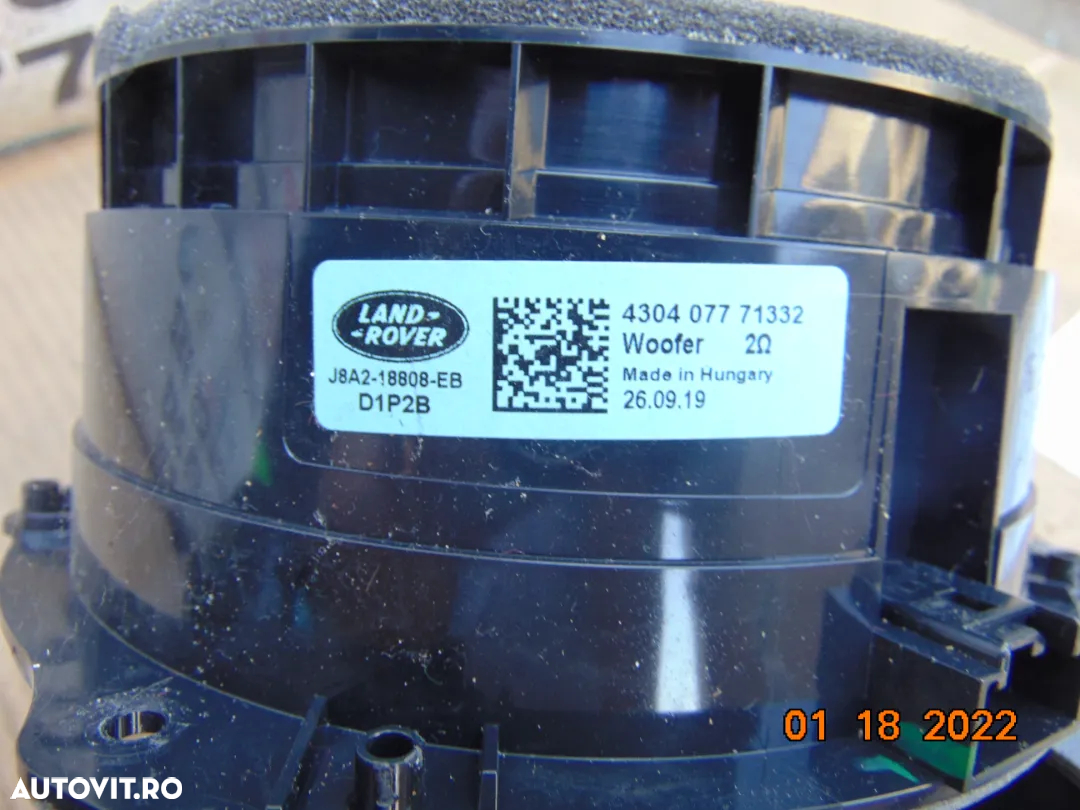 LAND-
-ROVER
J8A2-18808-EB
D1P2B
4304 077 71332
Woofer 2Ω
Made in Hungary
26.09.19
01 18 2022
AUTOVIT.RO